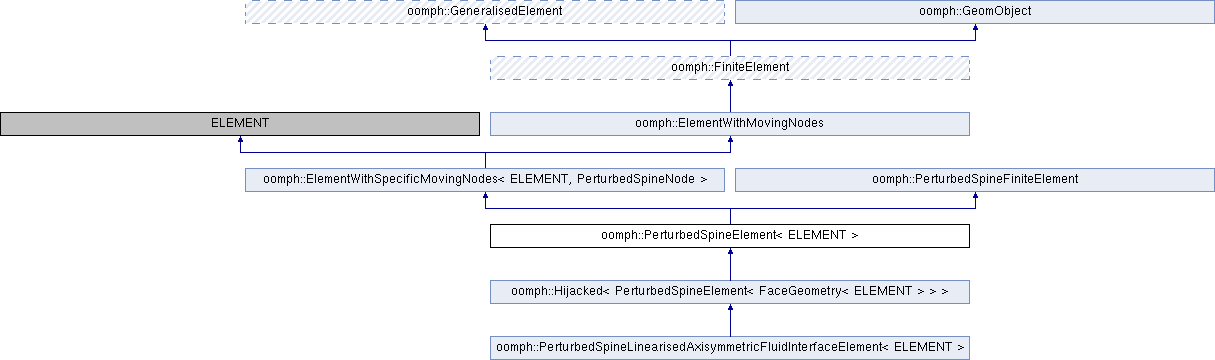 oomph::GeneralisedElement
oomph::GeomObject
oomph::FiniteElement
ELEMENT
oomph::ElementWithMovingNodes
oomph::ElementWithSpecificMovingNodes< ELEMENT, PerturbedSpineNode >
oomph::PerturbedSpineFiniteElement
oomph::PerturbedSpineElement< ELEMENT >
oomph::Hijacked< PerturbedSpineElement< FaceGeometry< ELEMENT > > >
oomph::PerturbedSpineLinearisedAxisymmetricFluidInterfaceElement< ELEMENT >